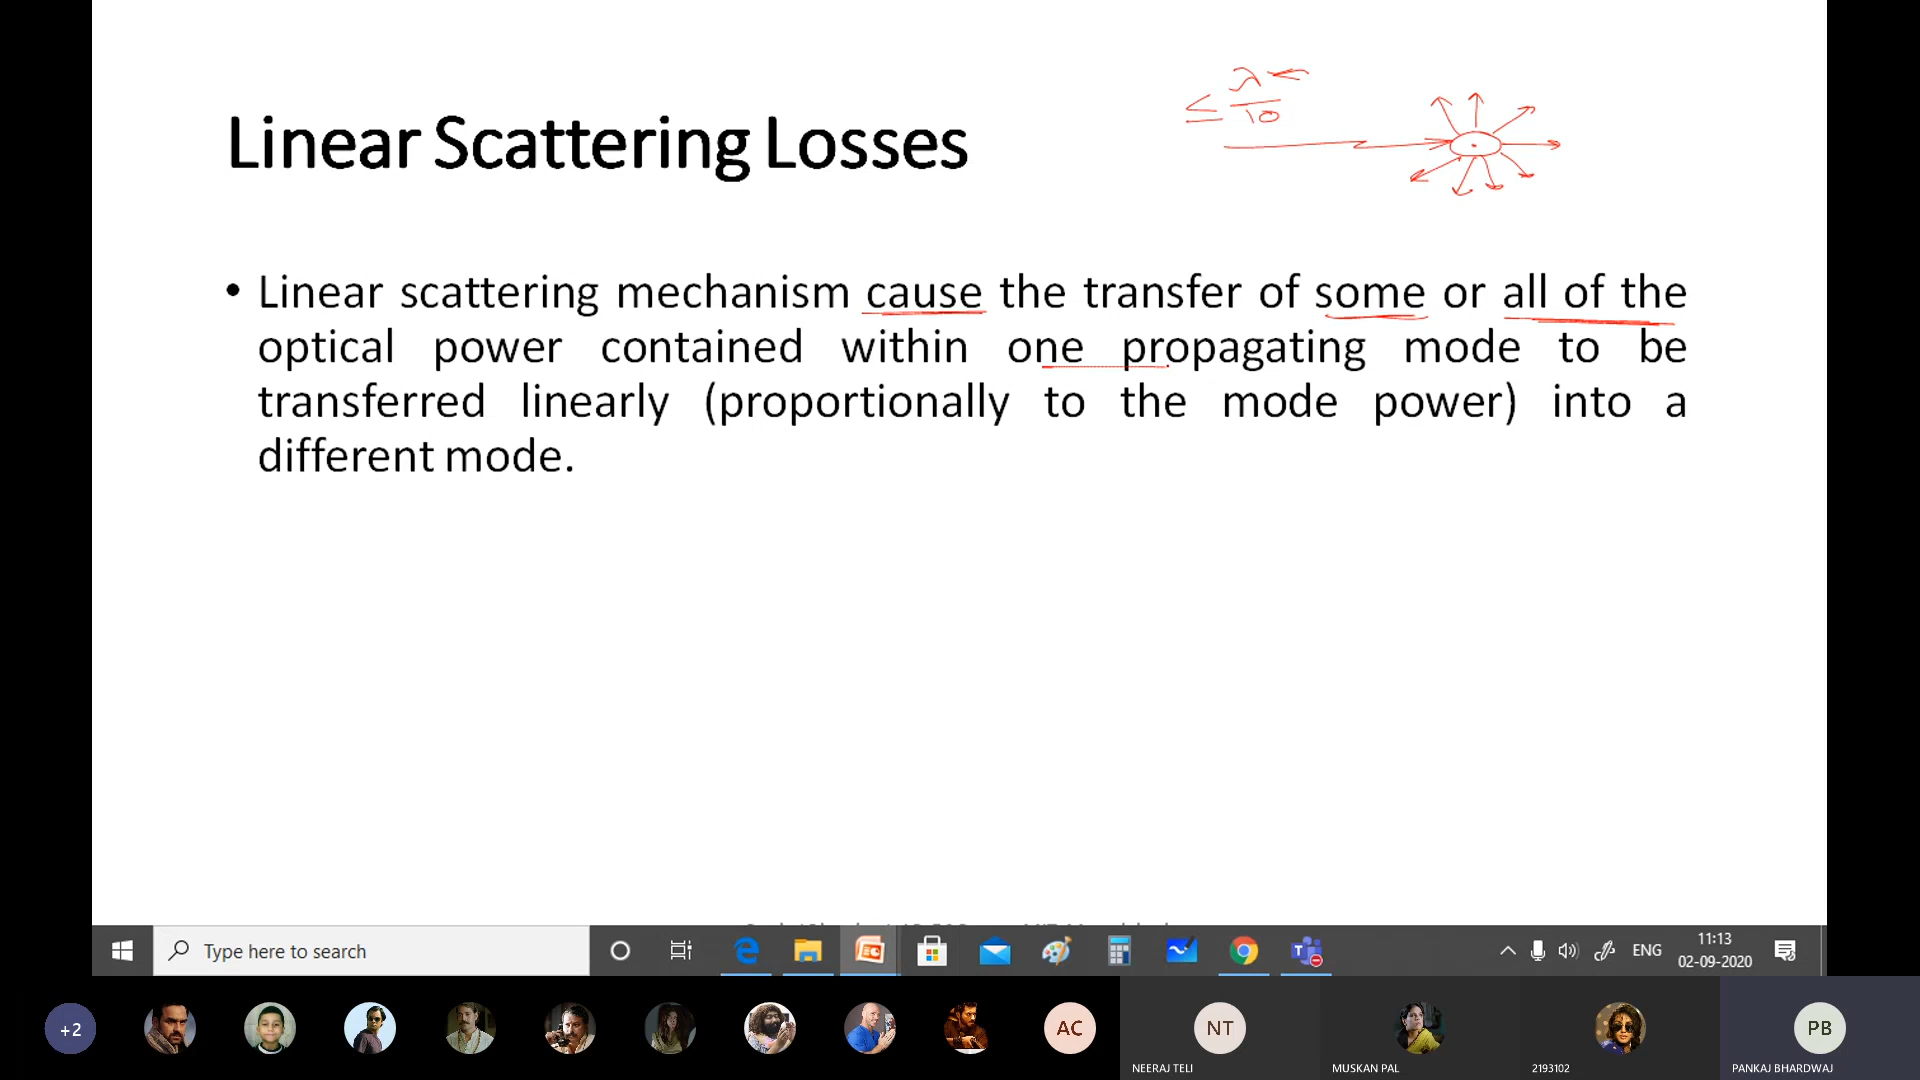 λ <
≤ 10
Linear Scattering Losses
• Linear scattering mechanism cause the transfer of some or all of the
optical power contained within one propagating mode to be
transferred linearly (proportionally to the mode power) into a
different mode.
Type here to search
ENG
11:13
02-09-2020
+2
AC
NT
PB
NEERAJ TELI
MUSKAN PAL
2193102
PANKAJ BHARDWAJ